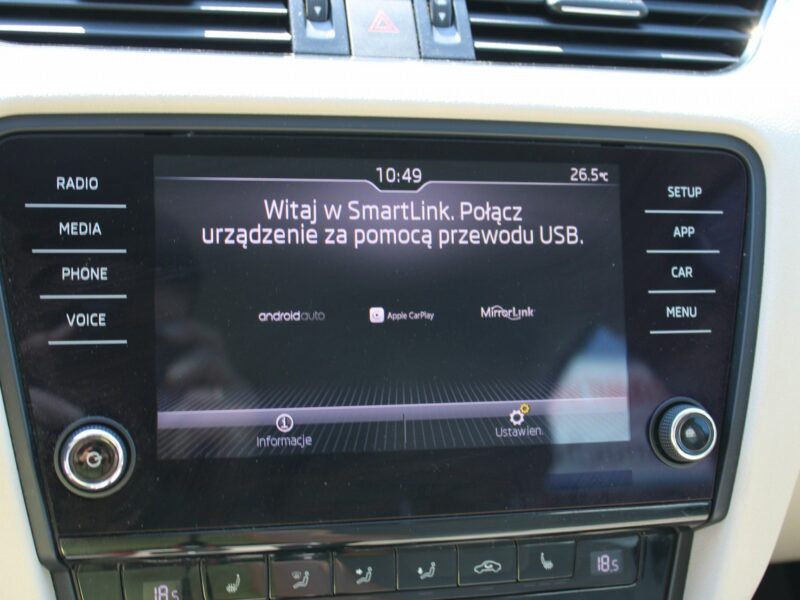 10:49
26.5°C
RADIO
MEDIA
PHONE
VOICE
Witaj w SmartLink. Połącz
urządzenie za pomocą przewodu USB.
androidauto
Apple CarPlay
MirrorLink
Informacje
Ustawien.
SETUP
APP
CAR
MENU
18.5
18.5